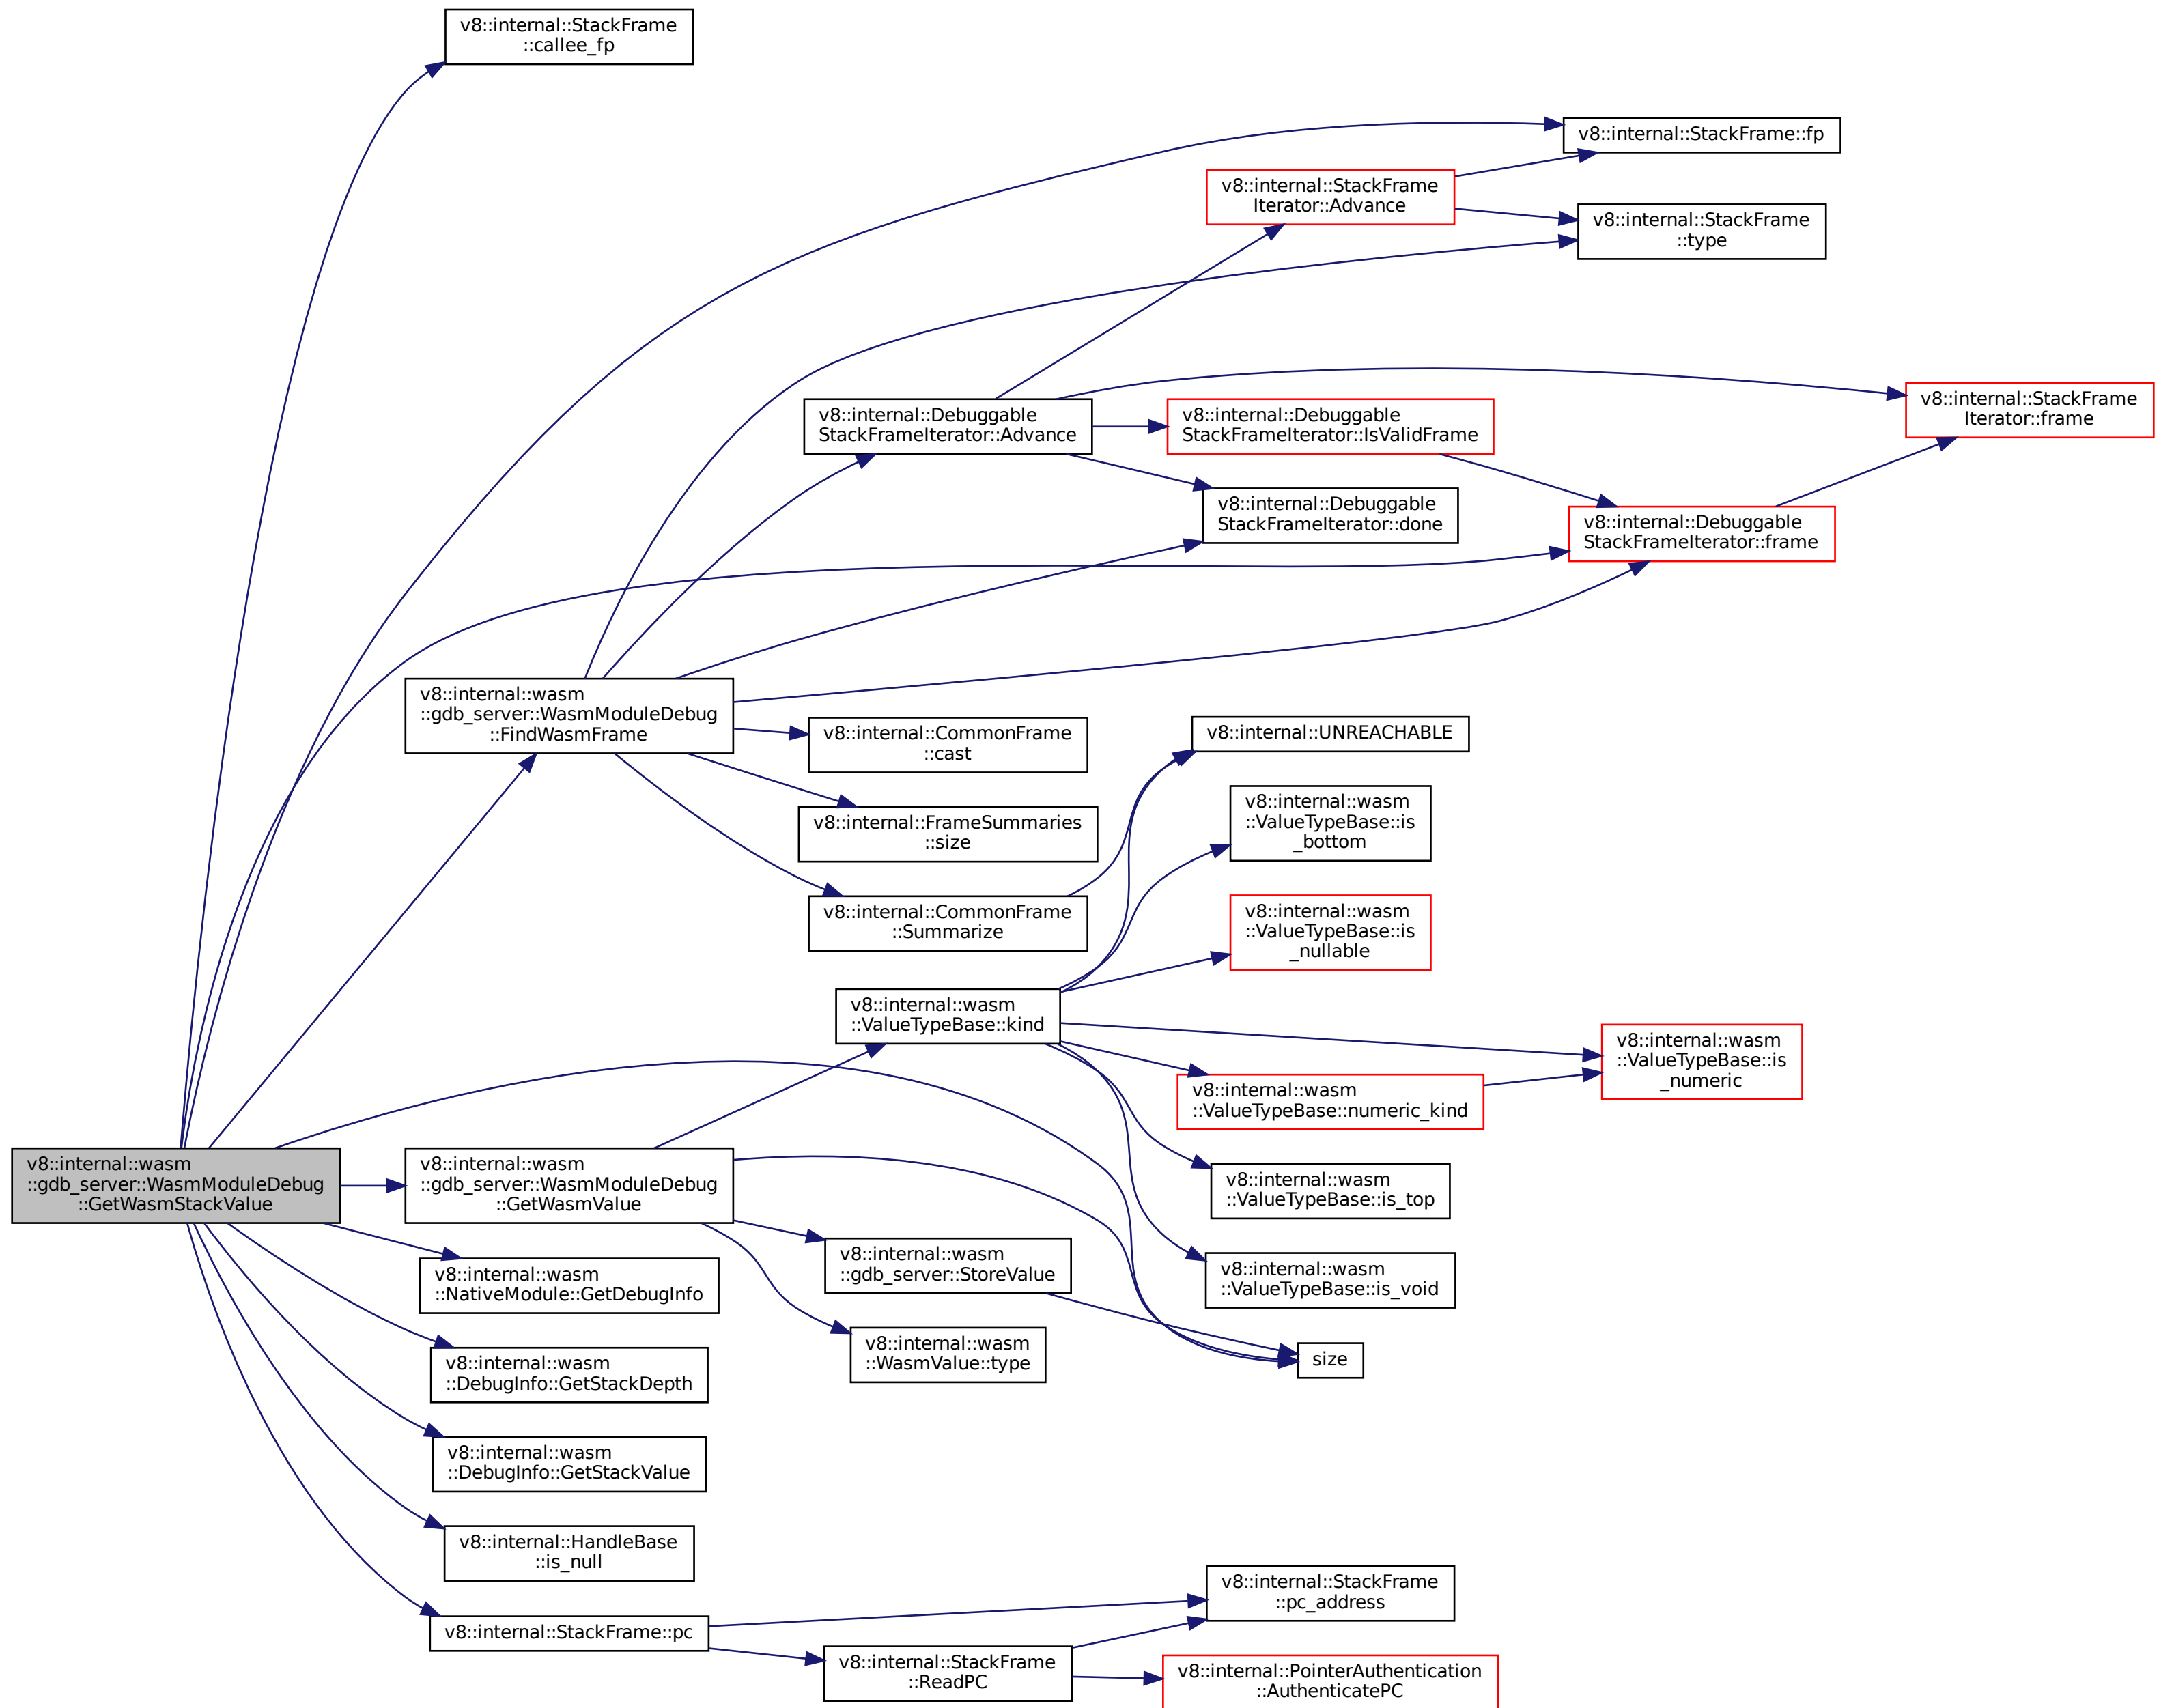 v8::internal::StackFrame
::callee_fp
v8::internal::StackFrame::fp
v8::internal::StackFrame
Iterator::Advance
v8::internal::StackFrame
::type
v8::internal::Debuggable
StackFrameIterator::Advance
v8::internal::Debuggable
StackFrameIterator::IsValidFrame
v8::internal::StackFrame
Iterator::frame
v8::internal::Debuggable
StackFrameIterator::done
v8::internal::Debuggable
StackFrameIterator::frame
v8::internal::wasm
::gdb_server::WasmModuleDebug
::FindWasmFrame
v8::internal::CommonFrame
::cast
v8::internal::UNREACHABLE
v8::internal::FrameSummaries
::size
v8::internal::wasm
::ValueTypeBase::is
_bottom
v8::internal::CommonFrame
::Summarize
v8::internal::wasm
::ValueTypeBase::is
_nullable
v8::internal::wasm
::ValueTypeBase::kind
v8::internal::wasm
::ValueTypeBase::is
_numeric
v8::internal::wasm
::ValueTypeBase::numeric_kind
v8::internal::wasm
::gdb_server::WasmModuleDebug
::GetWasmStackValue
v8::internal::wasm
::gdb_server::WasmModuleDebug
::GetWasmValue
v8::internal::wasm
::ValueTypeBase::is_top
v8::internal::wasm
::gdb_server::StoreValue
v8::internal::wasm
::ValueTypeBase::is_void
v8::internal::wasm
::NativeModule::GetDebugInfo
v8::internal::wasm
::WasmValue::type
size
v8::internal::wasm
::DebugInfo::GetStackDepth
v8::internal::wasm
::DebugInfo::GetStackValue
v8::internal::HandleBase
::is_null
v8::internal::StackFrame
::pc_address
v8::internal::StackFrame::pc
v8::internal::StackFrame
::ReadPC
v8::internal::PointerAuthentication
::AuthenticatePC